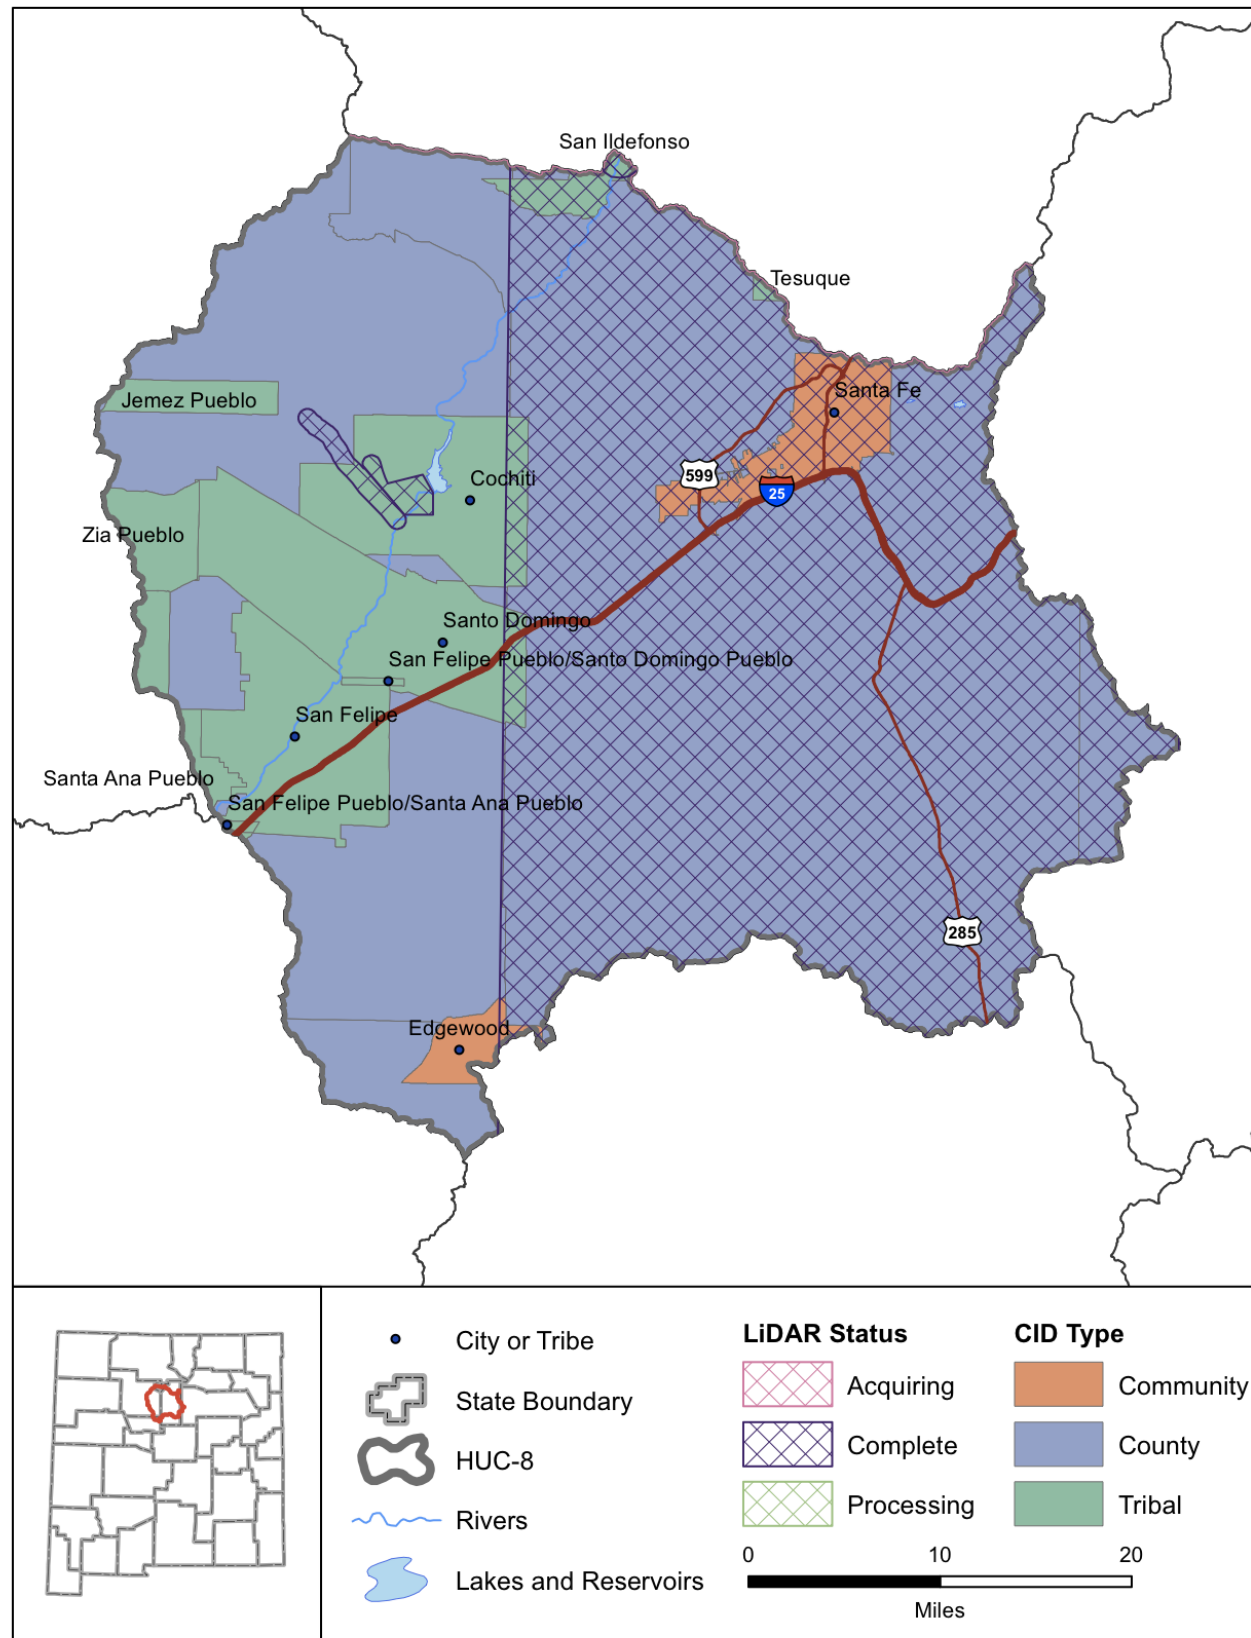 San Ildefonso
Tesuque
Jemez Pueblo
Santa Fe
599
25
Cochiti
Zia Pueblo
Santo Domingo
San Felipe Pueblo/Santo Domingo Pueblo
San Felipe
Santa Ana Pueblo
San Felipe Pueblo/Santa Ana Pueblo
285
Edgewood
City or Tribe
State Boundary
HUC-8
Rivers
Lakes and Reservoirs
LiDAR Status
Acquiring
Complete
Processing
CID Type
Community
County
Tribal
0 10 20
Miles